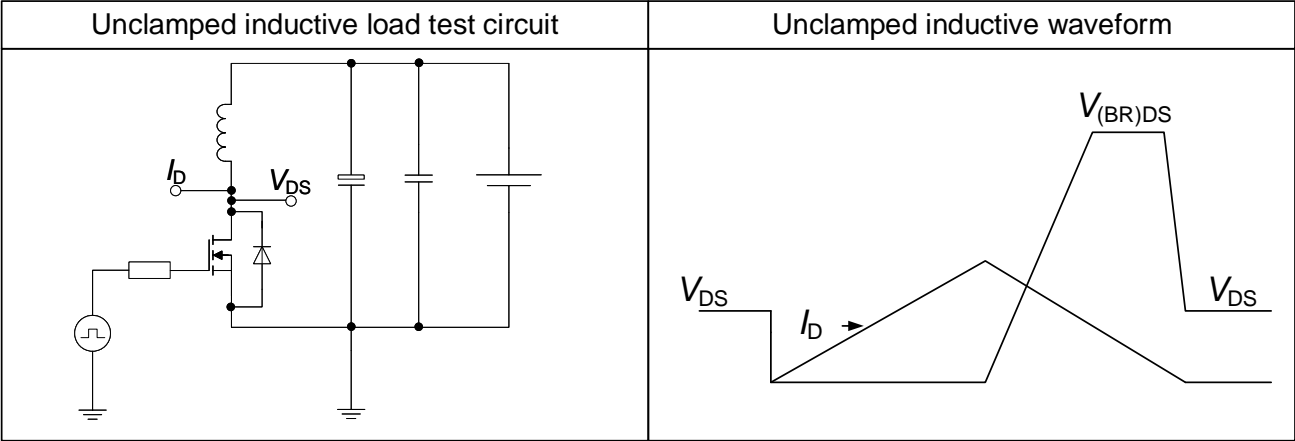 Unclamped inductive load test circuit
Unclamped inductive waveform
V(BR)DS
ID
VDS
VDS
VDS
ID